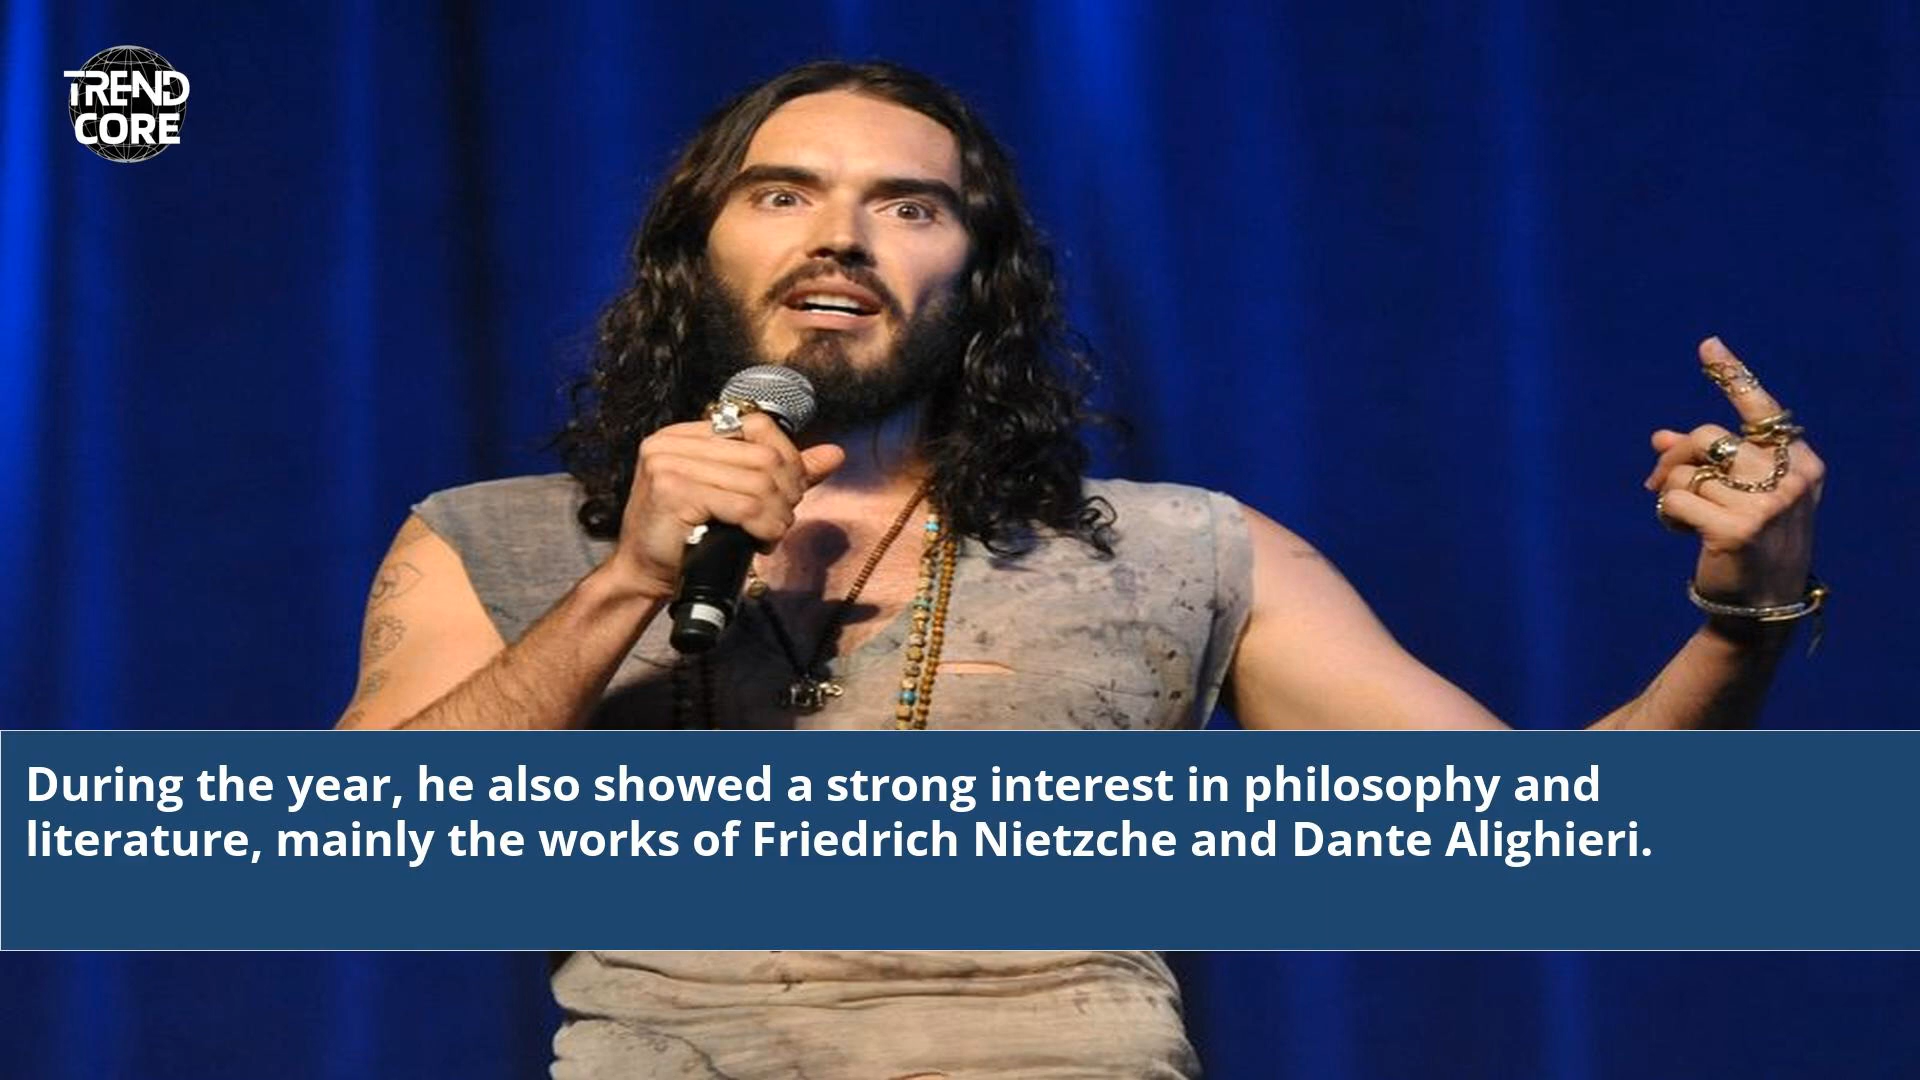 TREND
CORE
During the year, he also showed a strong interest in philosophy and
literature, mainly the works of Friedrich Nietzche and Dante Alighieri.